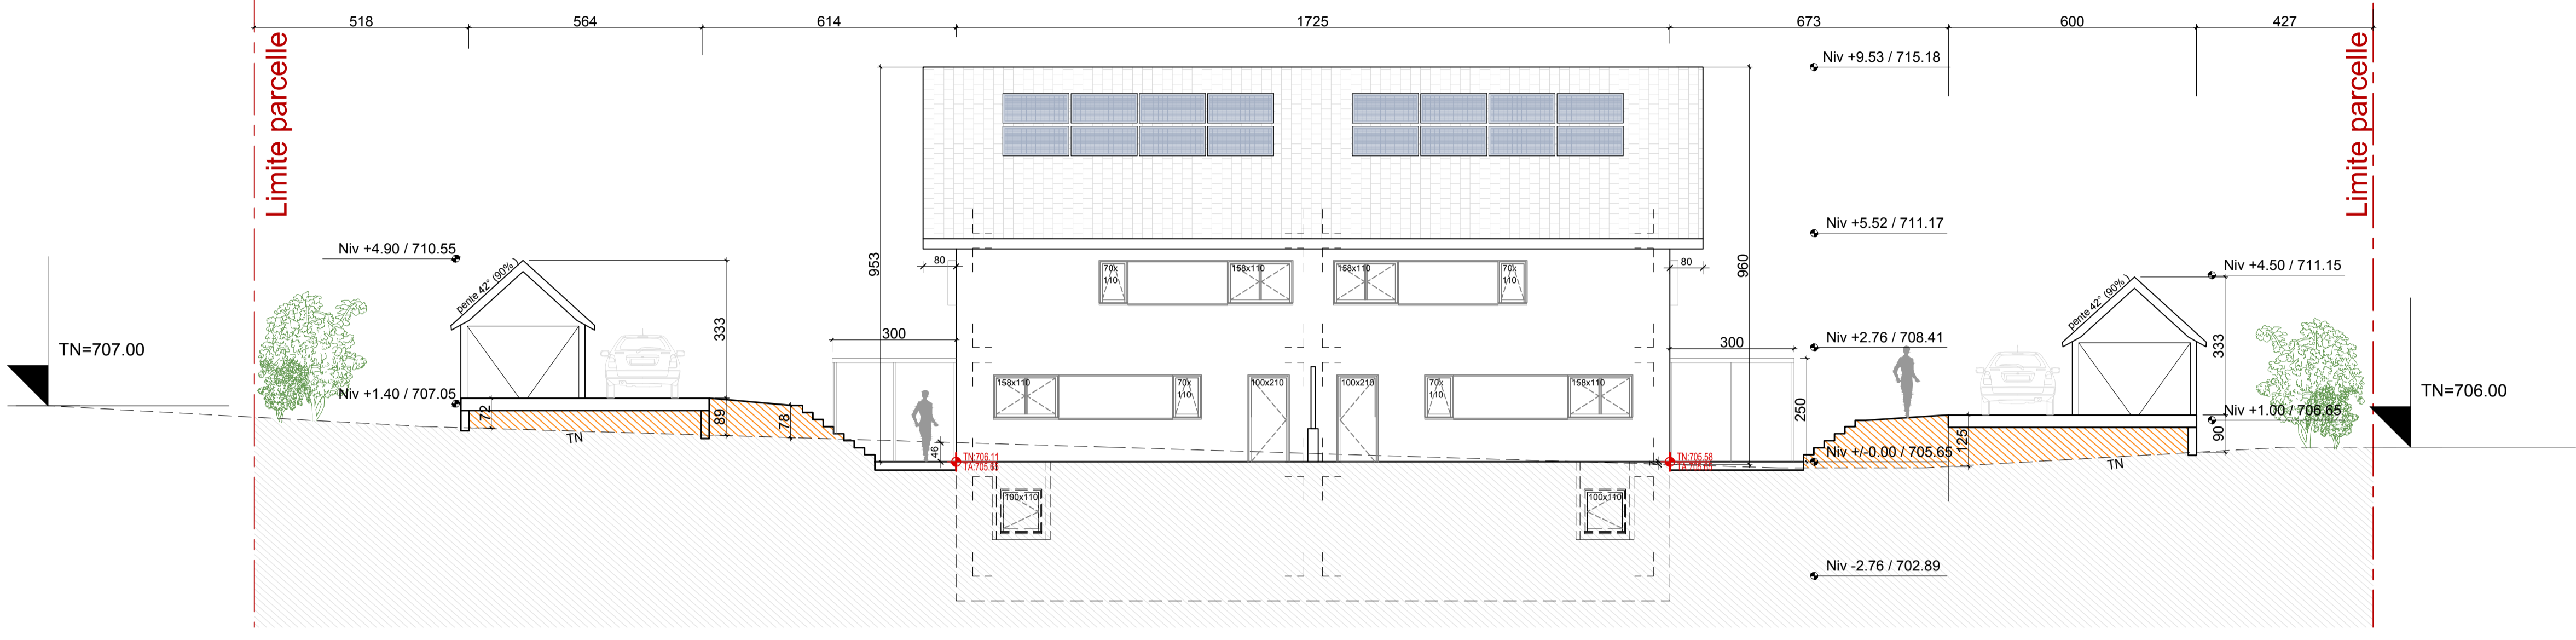 518 564 614 1725 673 600 427
Limite parcelle
Limite parcelle
Niv +9.53 / 715.18
Niv +5.52 / 711.17
Niv +4.90 / 710.55
80
80
953
960
70x
110
158x110
158x110
70x
110
pente 42° (90% )
Niv +4.50 / 711.15
pente 42° (90% )
333
333
300
300
Niv +2.76 / 708.41
TN=707.00
TN=706.00
Niv +1.40 / 707.05
72
89
78
158x110
70x
110
100x210
100x210
70x
110
158x110
250
Niv +1.00 / 706.65
90
125
TN
TN
46
TN:706.11
TA:705.65
TN:705.58
Niv +/-0.00 / 705.65
100x110
100x110
Niv -2.76 / 702.89